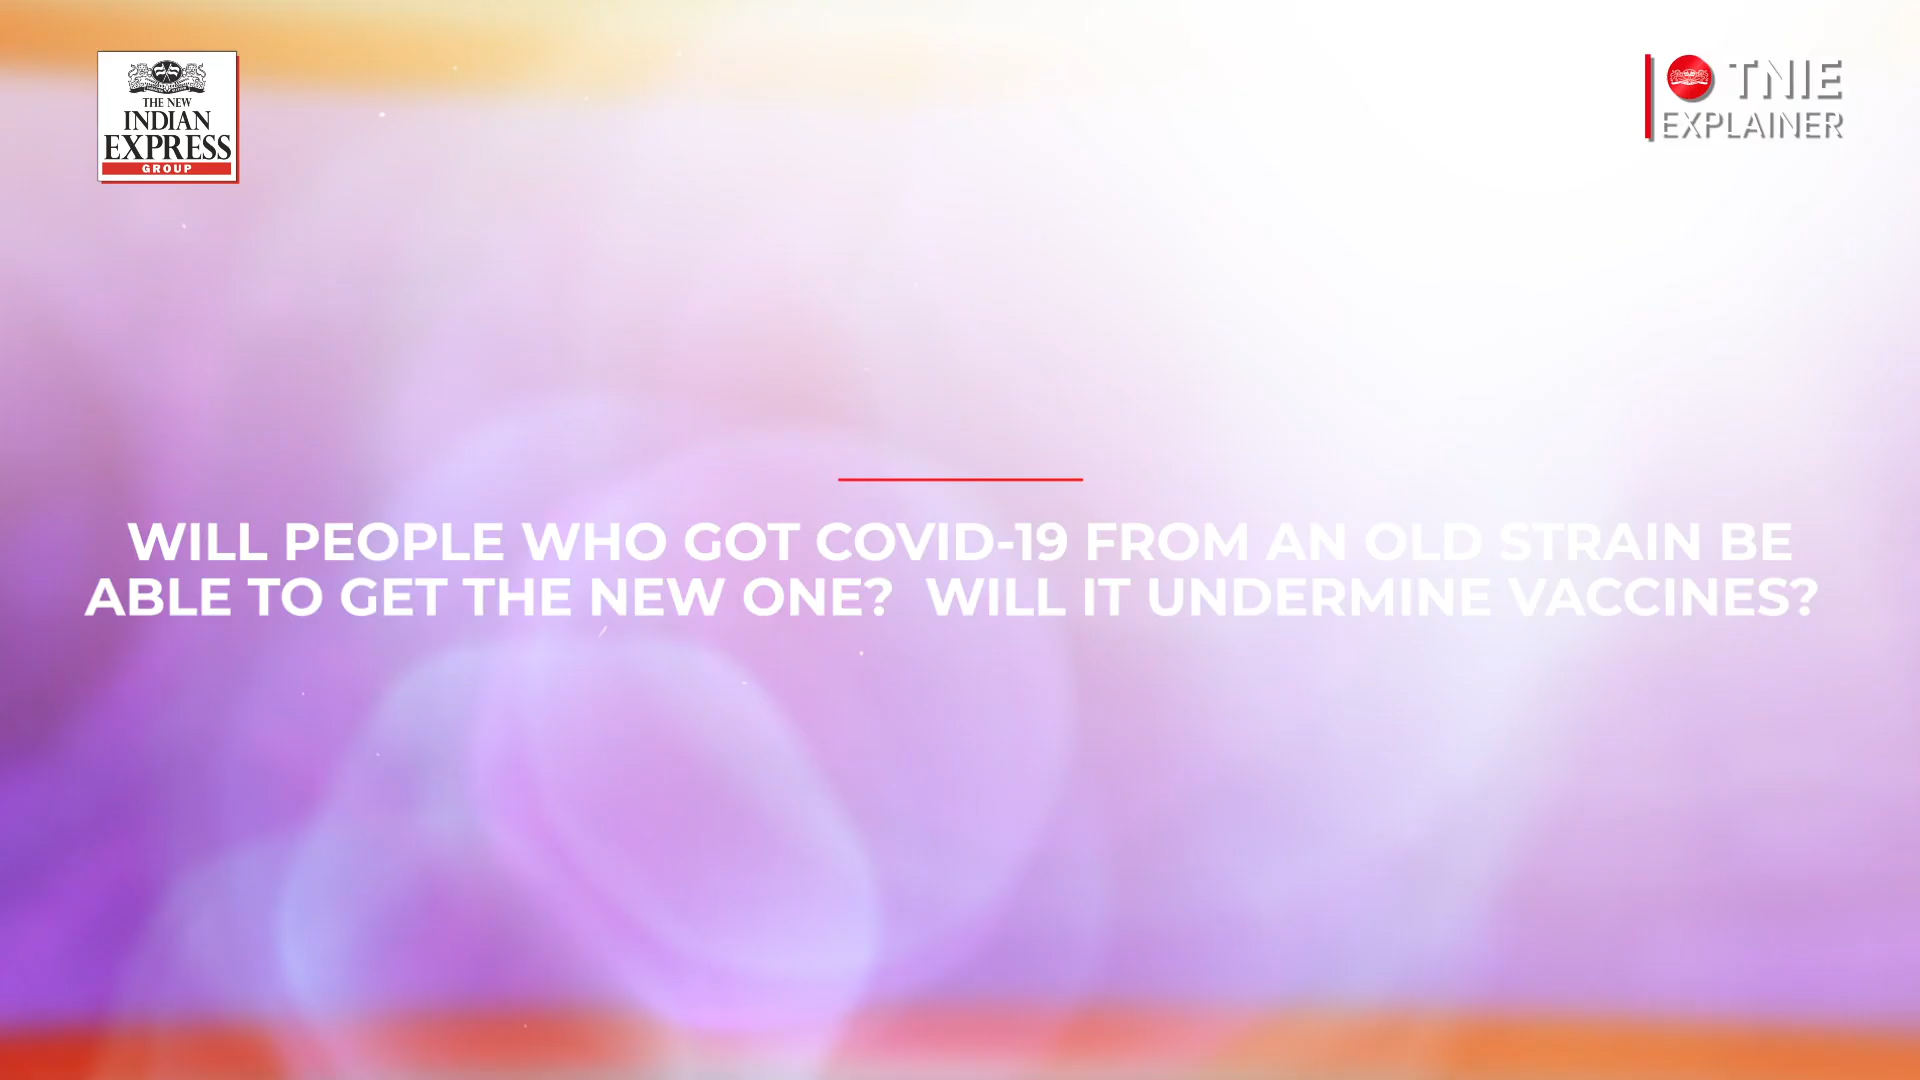 THE NEW
INDIAN
EXPRESS
GROUP
TNIE
EXPLAINER
WILL PEOPLE WHO GOT COVID-19 FROM AN OLD STRAIN BE
ABLE TO GET THE NEW ONE? WILL IT UNDERMINE VACCINES?